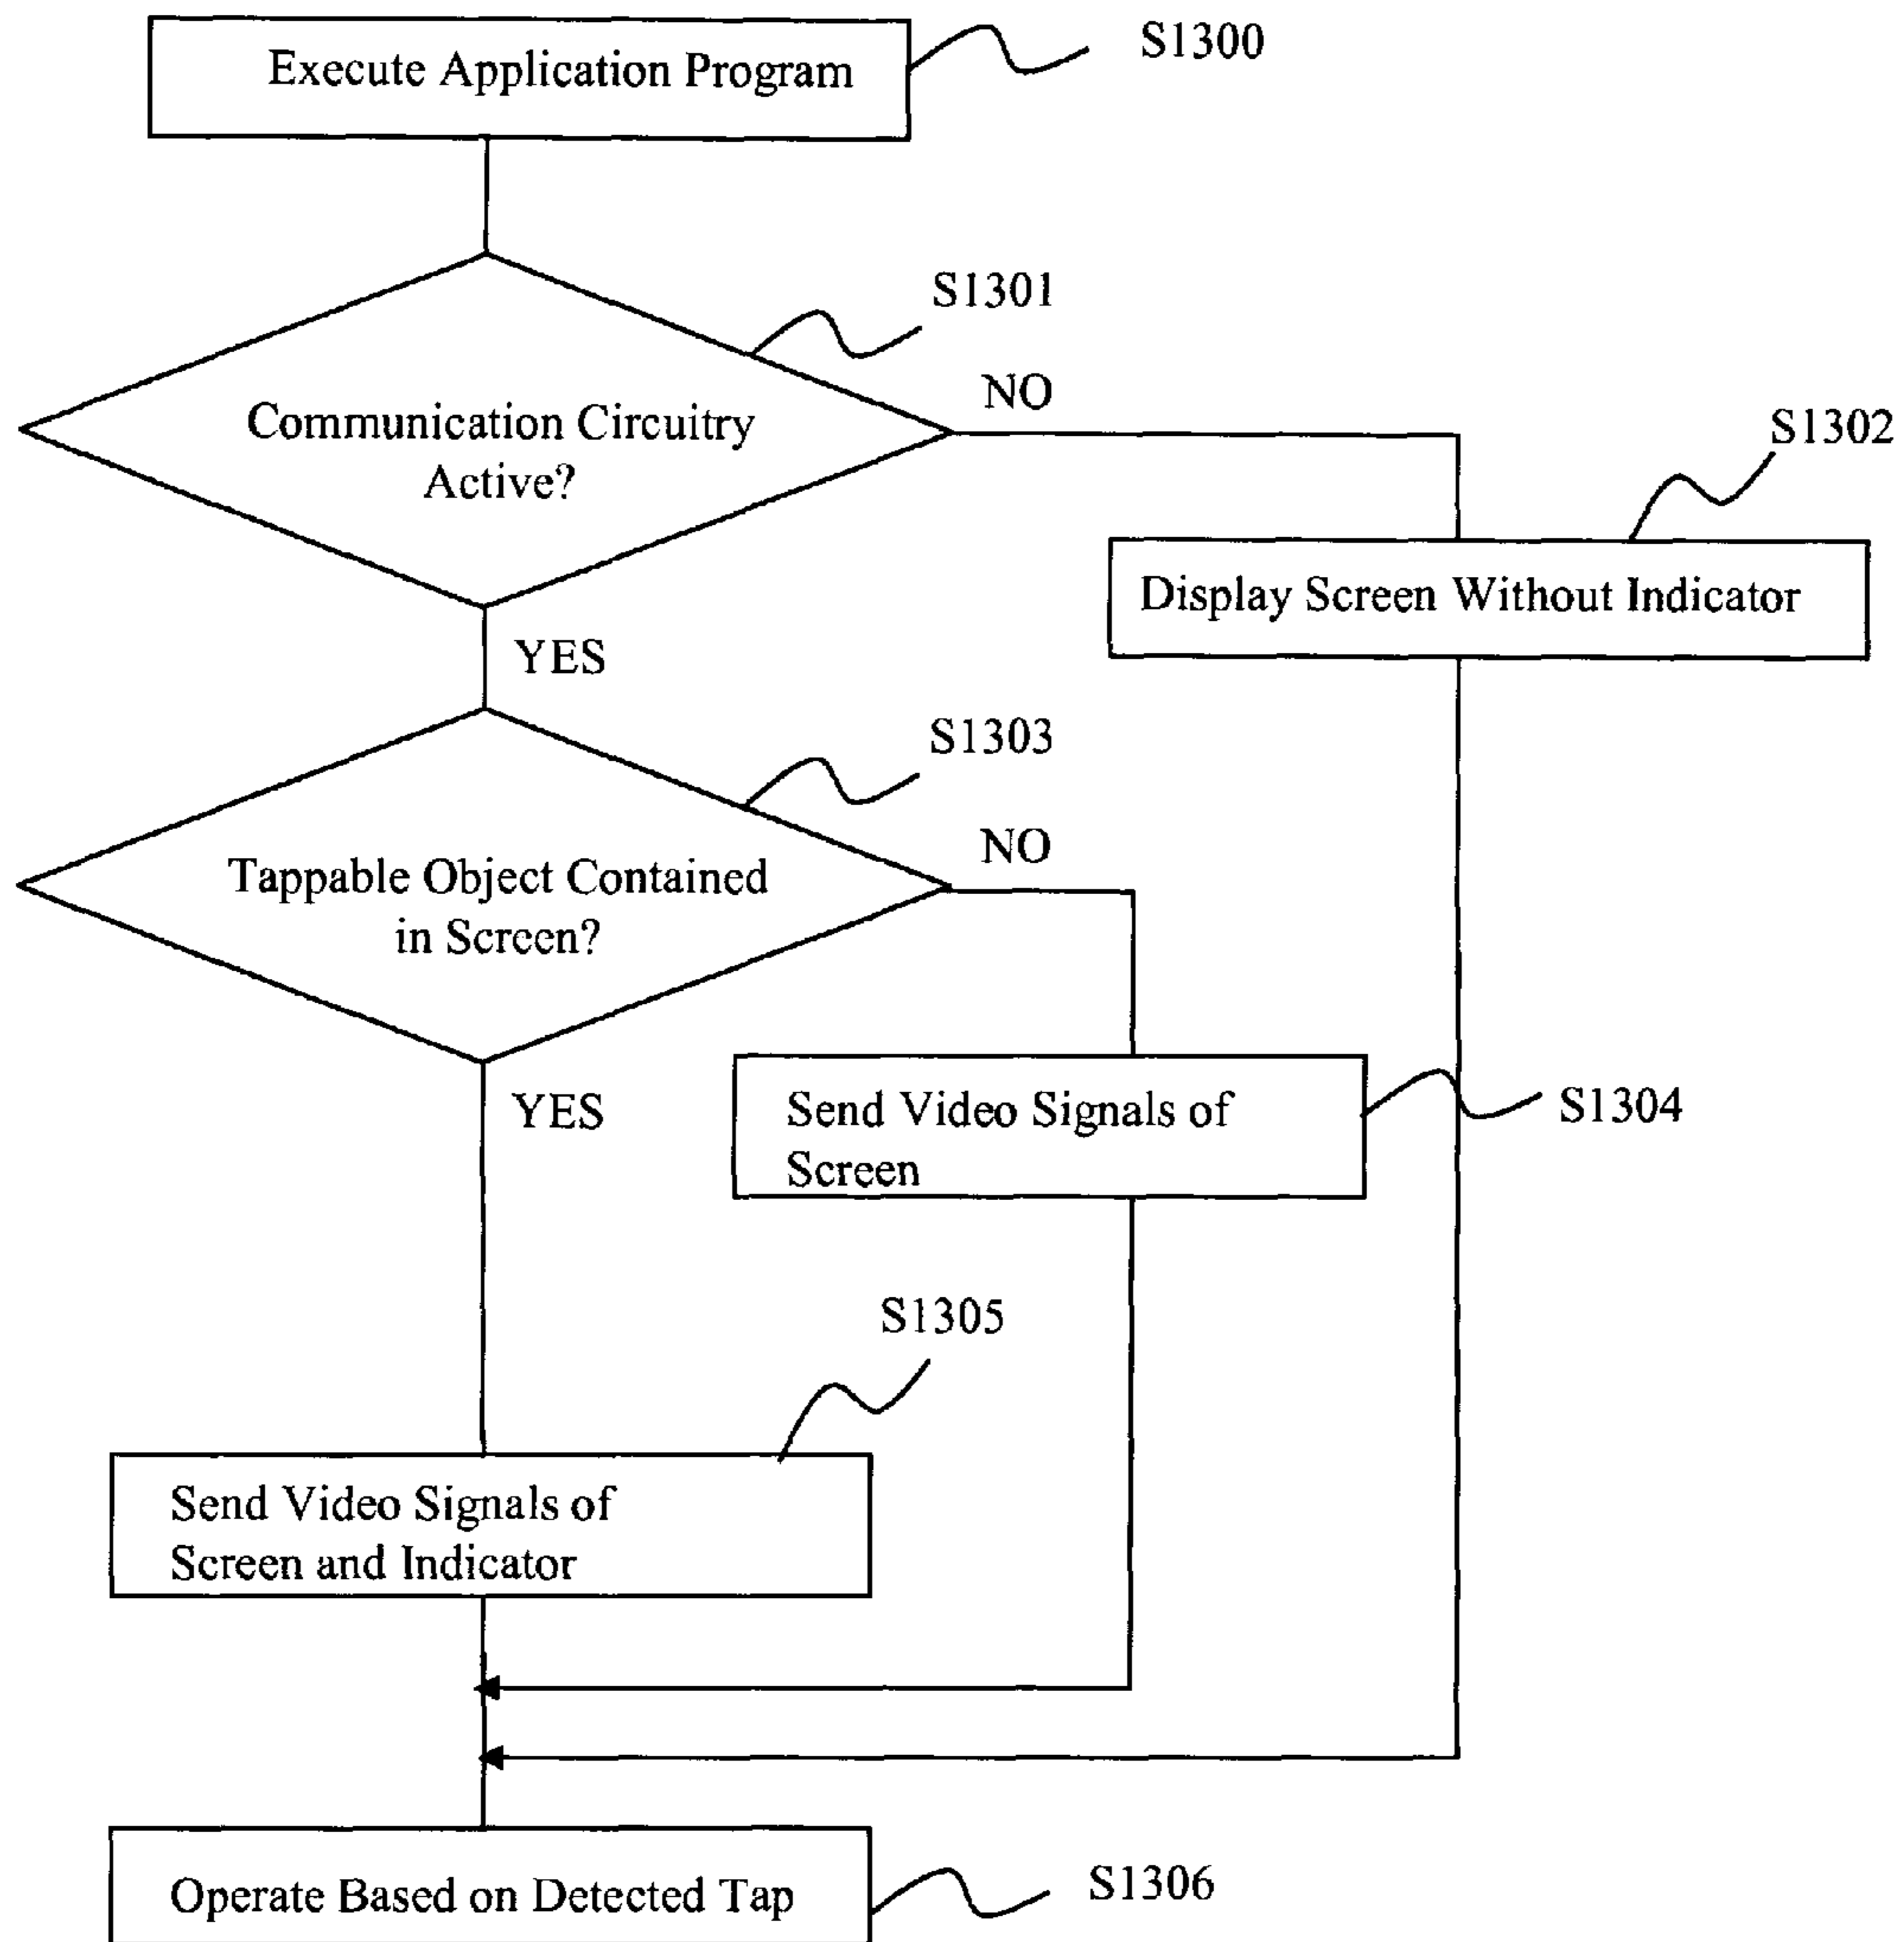 Execute Application Program
S1300
S1301
Communication Circuitry
Active?
NO
S1302
Display Screen Without Indicator
YES
S1303
Tappable Object Contained
in Screen?
NO
YES
Send Video Signals of
Screen
S1304
S1305
Send Video Signals of
Screen and Indicator
Operate Based on Detected Tap
S1306